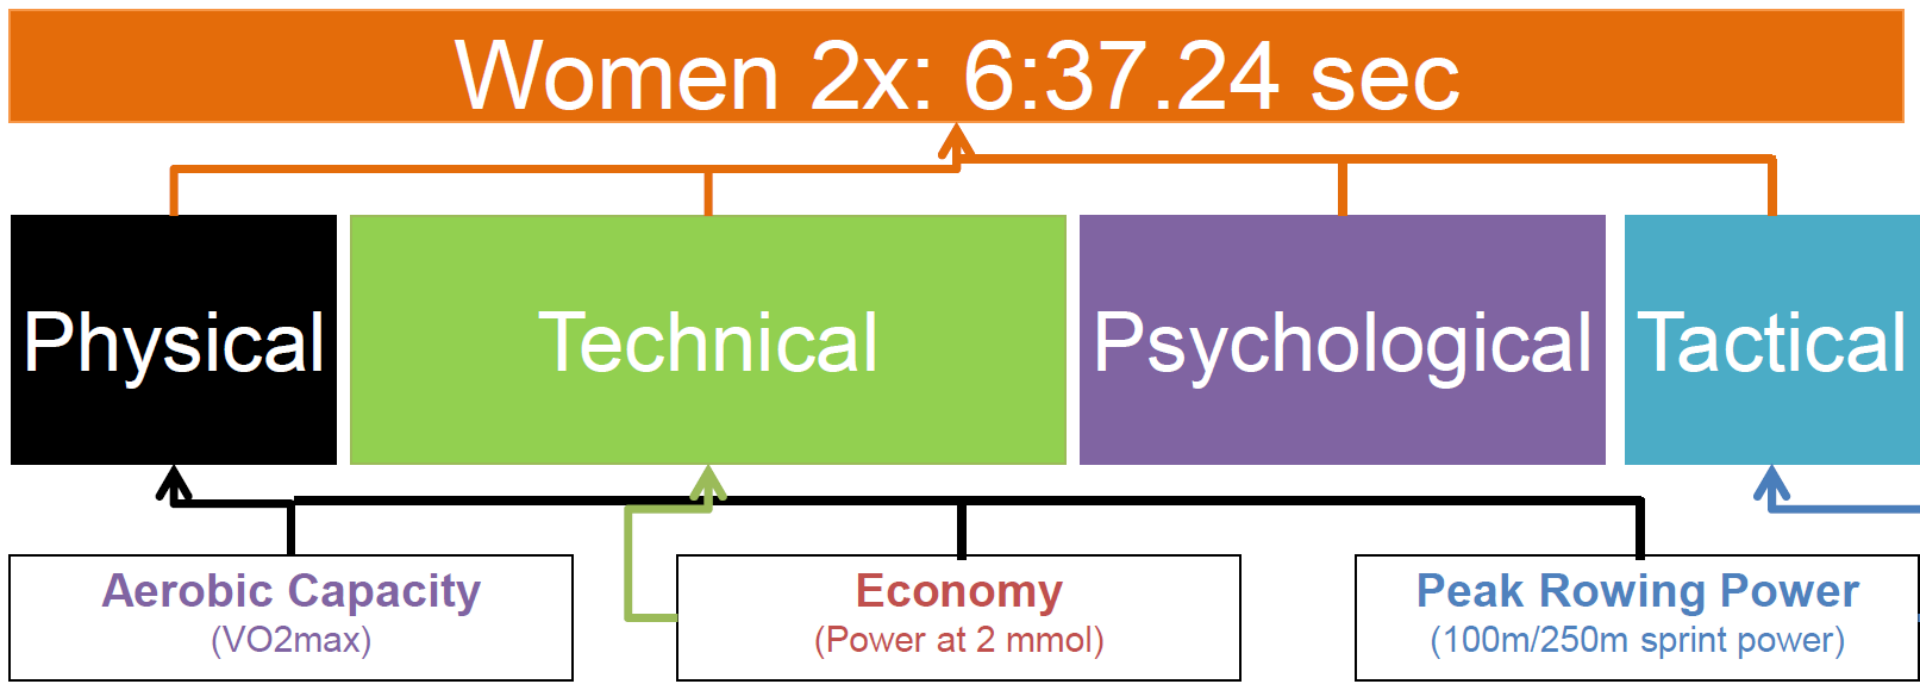 Women 2x: 6:37.24 sec
Physical
Technical
Psychological
Tactical
Aerobic Capacity
(VO2max)
Economy
(Power at 2 mmol)
Peak Rowing Power
(100m/250m sprint power)